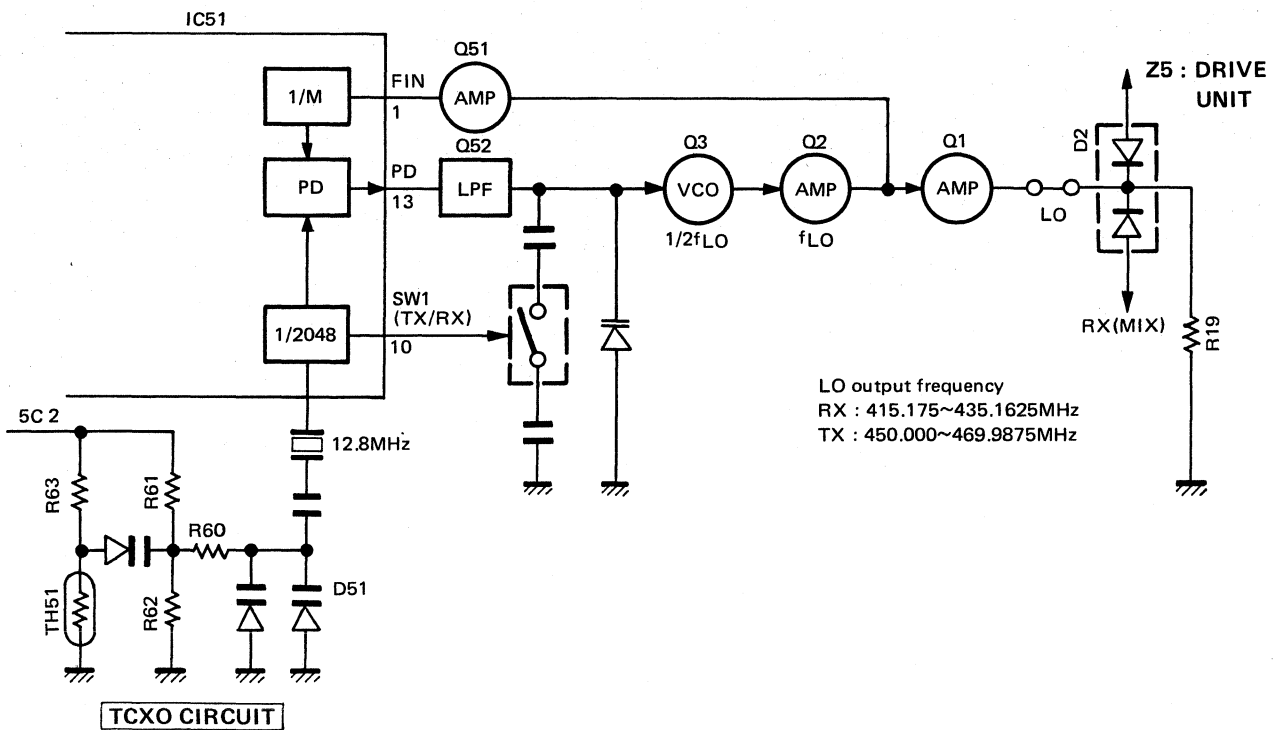 IC51
1/M
FIN
1
Q51
AMP
Z5 : DRIVE
UNIT
PD
PD
13
Q52
LPF
Q3
VCO
1/2fLO
Q2
AMP
fLO
Q1
AMP
LO
D2
RX(MIX)
R19
1/2048
SW1
(TX/RX)
10
LO output frequency
RX : 415.175~435.1625MHz
TX : 450.000~469.9875MHz
5C 2
12.8MHz
R63
R61
R60
TH51
R62
D51
TCXO CIRCUIT